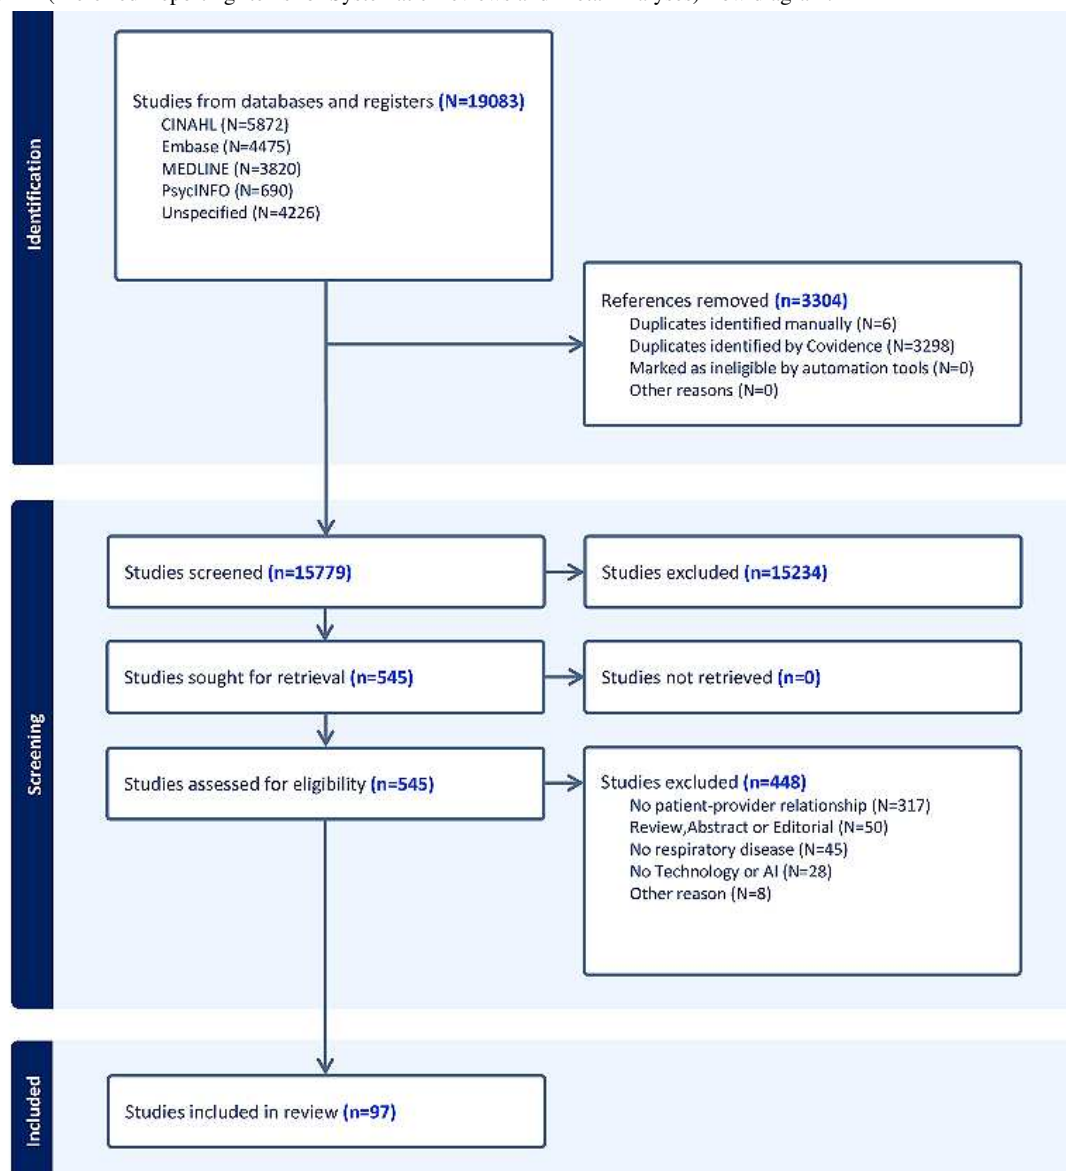 Identification
Studies from databases and registers (N=19083)
CINAHL (N=5872)
Embase (N=4475)
MEDLINE (N=3820)
PsycINFO (N=690)
Unspecified (N=4226)
References removed (n=3304)
Duplicates identified manually (N=6)
Duplicates identified by Covidence (N=3298)
Marked as ineligible by automation tools (N=0)
Other reasons (N=0)
Screening
Studies screened (n=15779)
Studies excluded (n=15234)
Studies sought for retrieval (n=545)
Studies not retrieved (n=0)
Studies assessed for eligibility (n=545)
Studies excluded (n=448)
No patient-provider relationship (N=317)
Review,Abstract or Editorial (N=50)
No respiratory disease (N=45)
No Technology or AI (N=28)
Other reason (N=8)
Included
Studies included in review (n=97)